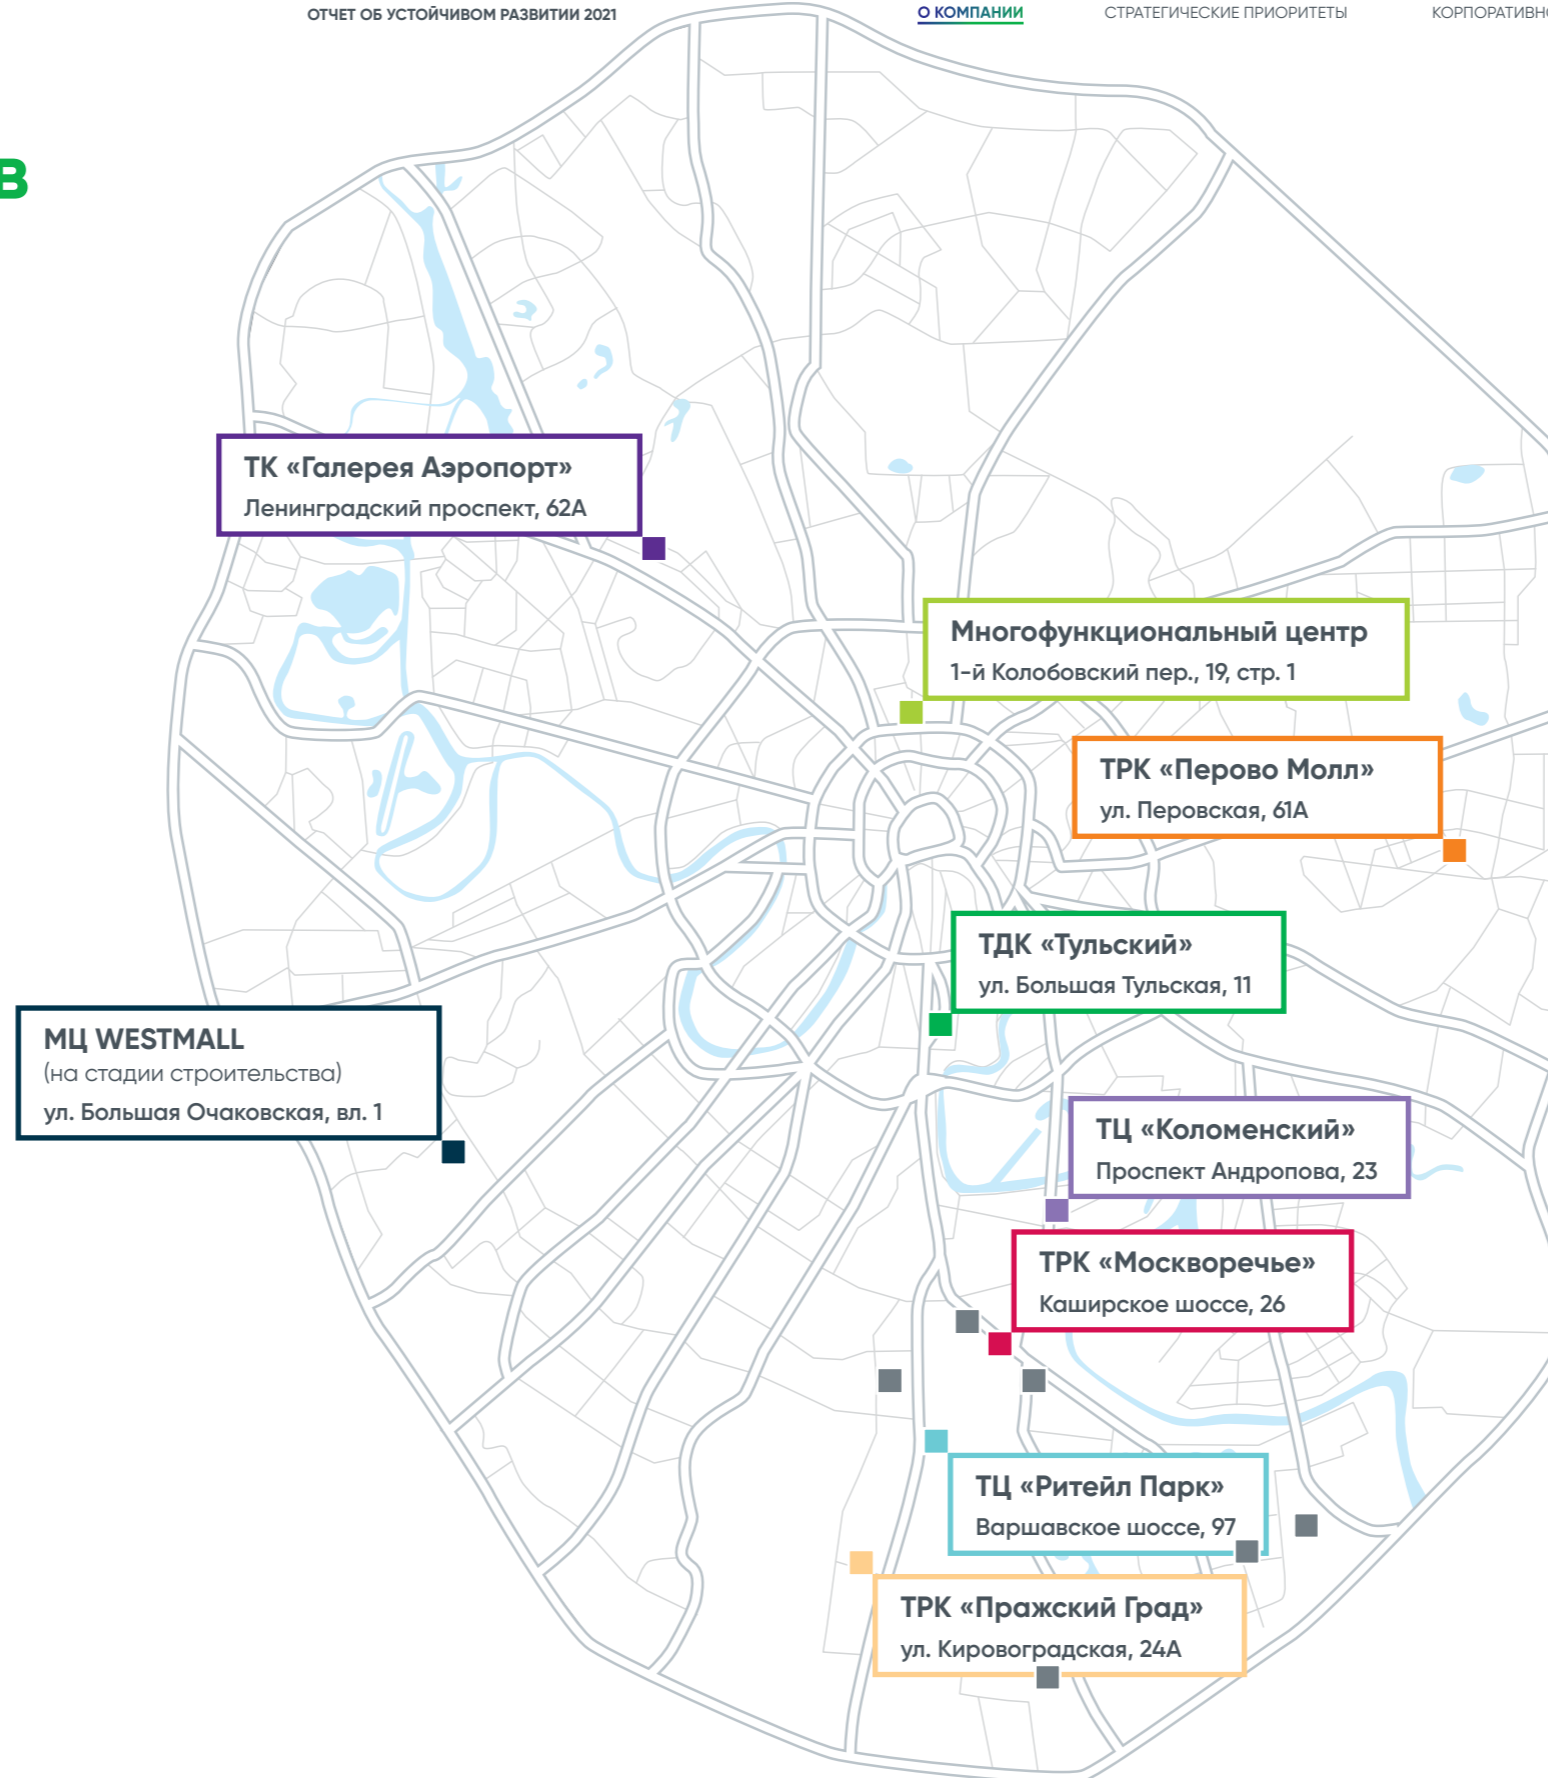 ОТЧЕТ ОБ УСТОЙЧИВОМ РАЗВИТИИ 2021
О КОМПАНИИ
СТРАТЕГИЧЕСКИЕ ПРИОРИТЕТЫ
КОРПОРАТИВНО
в
ТК «Галерея Аэропорт»
Ленинградский проспект, 62А
Многофункциональный центр
1-й Колобовский пер., 19, стр. 1
ТРК «Перово Молл»
ул. Перовская, 61А
ТДК «Тульский»
ул. Большая Тульская, 11
МЦ WESTMALL
(на стадии строительства)
ул. Большая Очаковская, вл. 1
ТЦ «Коломенский»
Проспект Андропова, 23
ТРК «Москворечье»
Каширское шоссе, 26
ТЦ «Ритейл Парк»
Варшавское шоссе, 97
ТРК «Пражский Град»
ул. Кировоградская, 24А